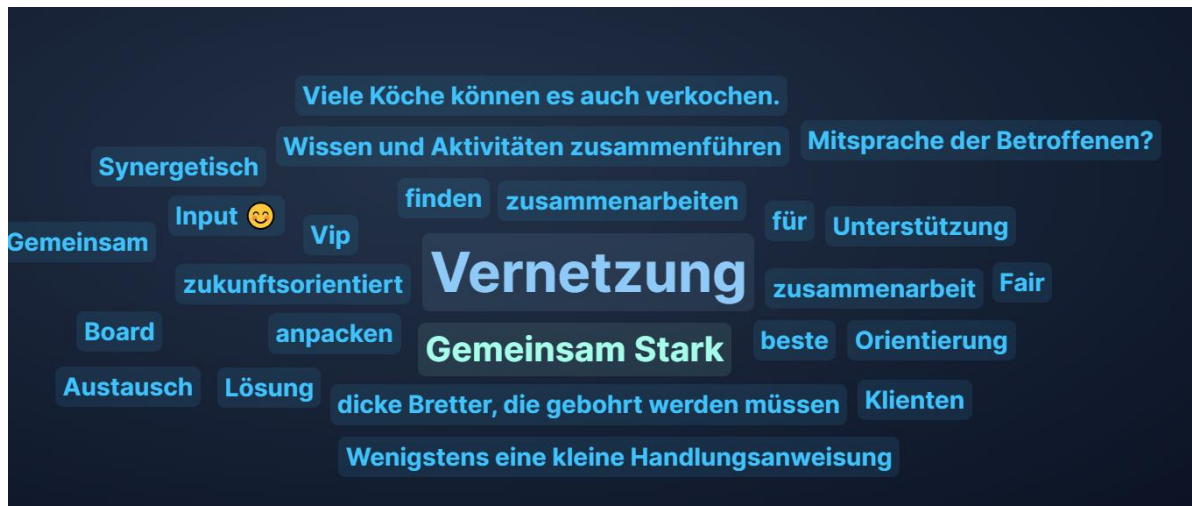 Viele Köche können es auch verkochen.
Wissen und Aktivitäten zusammenführen
Mitsprache der Betroffenen?
Synergetisch
finden
zusammenarbeiten
Input 😊
Vip
für
Unterstützung
Gemeinsam
Vernetzung
zukunftsorientiert
zusammenarbeit
Fair
Board
anpacken
Gemeinsam Stark
beste
Orientierung
Austausch
Lösung
dicke Bretter, die gebohrt werden müssen
Klienten
Wenigstens eine kleine Handlungsanweisung